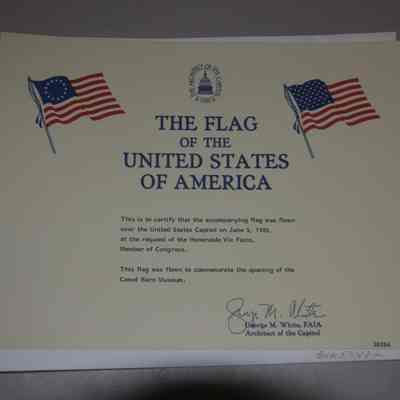 THE ARCHITECT OF THE CAPITOL
THE FLAG
OF THE
UNITED STATES
OF AMERICA
This is to certify that the accompanying flag was flown
over the United States Capitol on June 5, 1985,
at the request of the Honorable Vic Fazio,
Member of Congress.
This flag was flown to commemorate the opening of the
Camel Barn Museum.
George M. White
George M. White, FAIA
Architect of the Capitol